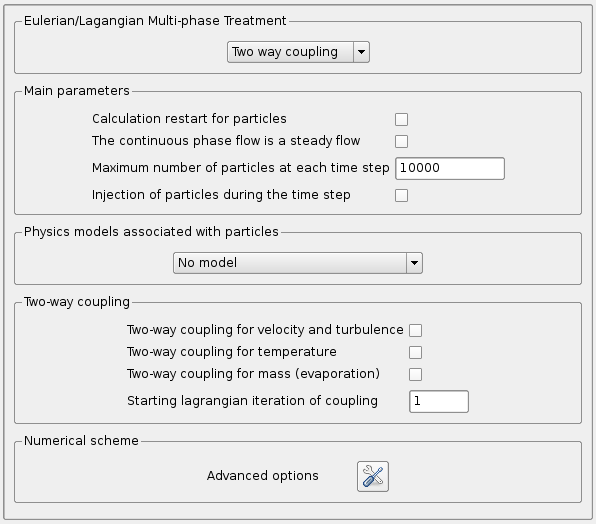 Eulerian/Lagangian Multi-phase Treatment
Two way coupling
Main parameters
Calculation restart for particles
The continuous phase flow is a steady flow
Maximum number of particles at each time step 10000
Injection of particles during the time step
Physics models associated with particles
No model
Two-way coupling
Two-way coupling for velocity and turbulence
Two-way coupling for temperature
Two-way coupling for mass (evaporation)
Starting lagrangian iteration of coupling 1
Numerical scheme
Advanced options